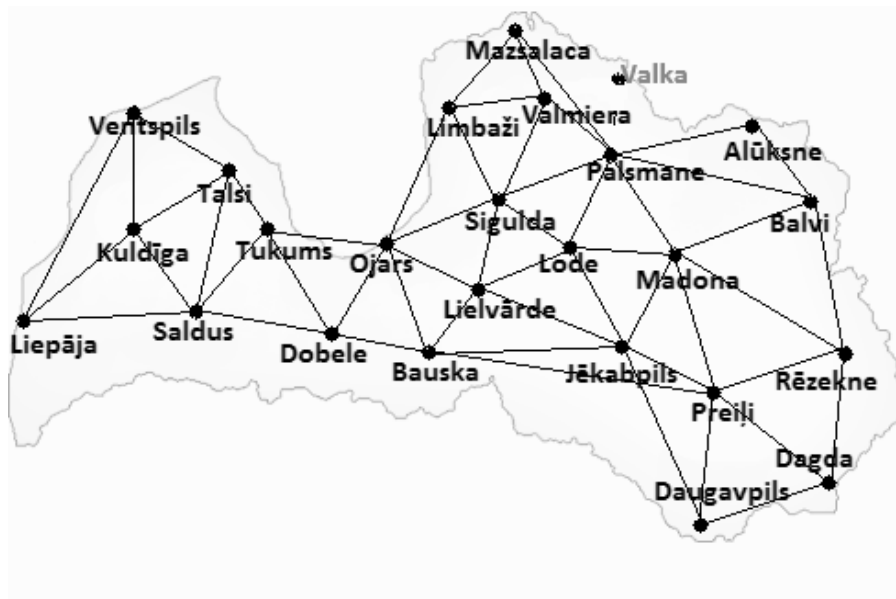 Mazsalaca
Valka
Ventspils
Limbaži
Valmiera
Alūksne
Palsmane
Talsi
Sigulda
Balvi
Kuldīga
Tukums
Ojars
Lode
Madona
Lielvārde
Liepāja
Saldus
Dobele
Bauska
Jēkabpils
Rēzekne
Preiļi
Dagda
Daugavpils